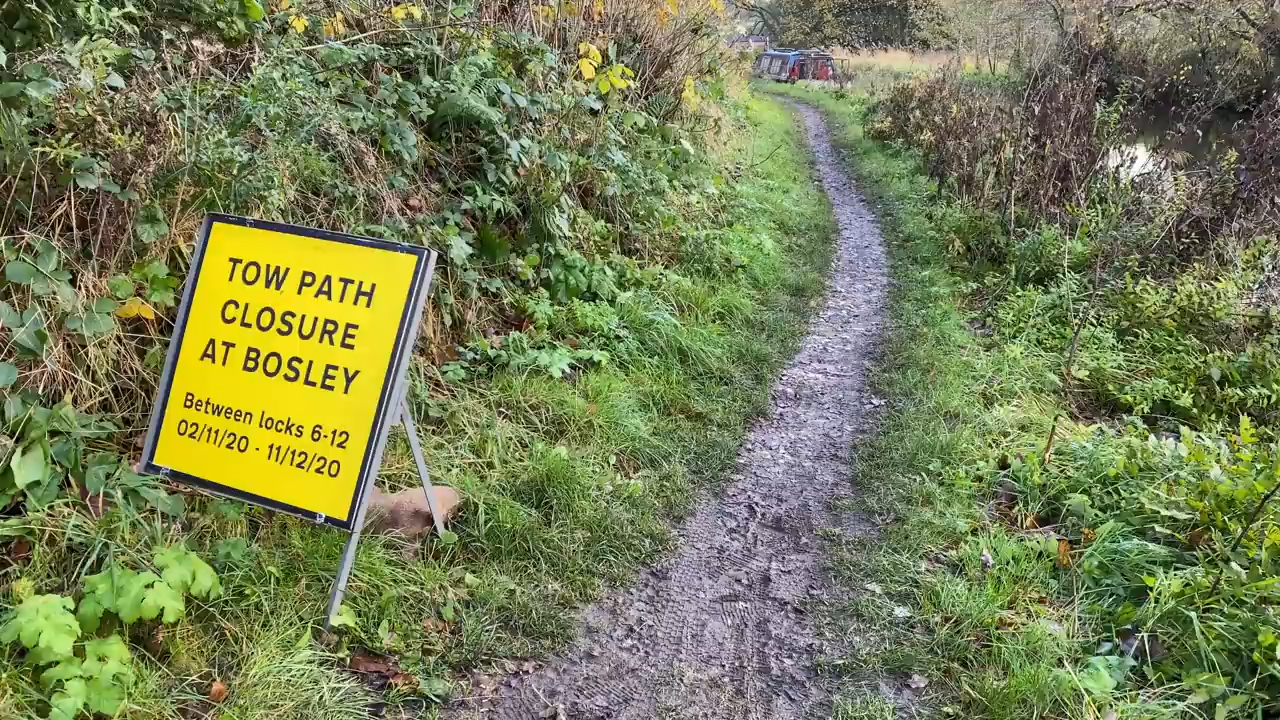 TOW PATH
CLOSURE
AT BOSLEY
Between locks 6-12
02/11/20 - 11/12/20